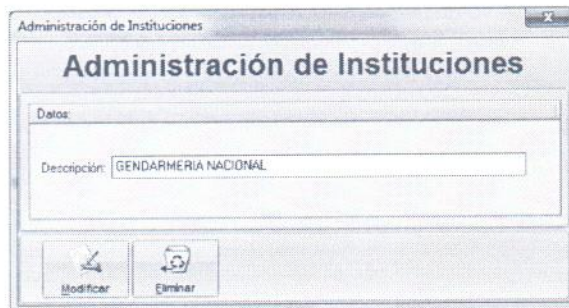 Administración de Instituciones
Administración de Instituciones
Datos:
Descripción: GENDARMERIA NACIONAL
Modificar Eliminar